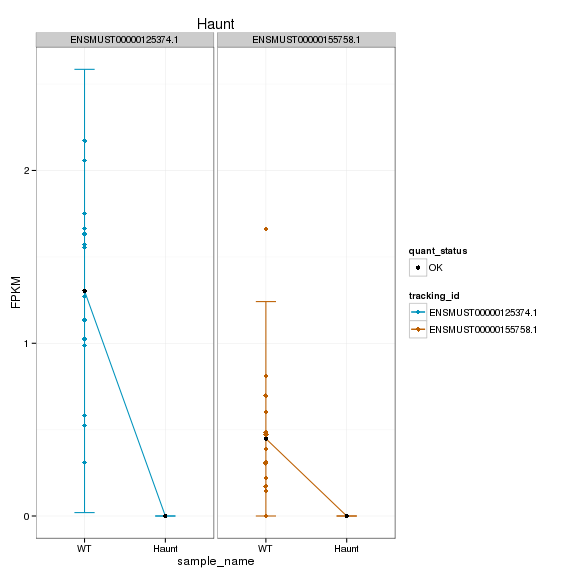 Haunt
ENSMUST00000125374.1
ENSMUST00000155758.1
2
1
0
FPKM
WT
Haunt
WT
Haunt
sample_name
quant_status
OK
tracking_id
ENSMUST00000125374.1
ENSMUST00000155758.1